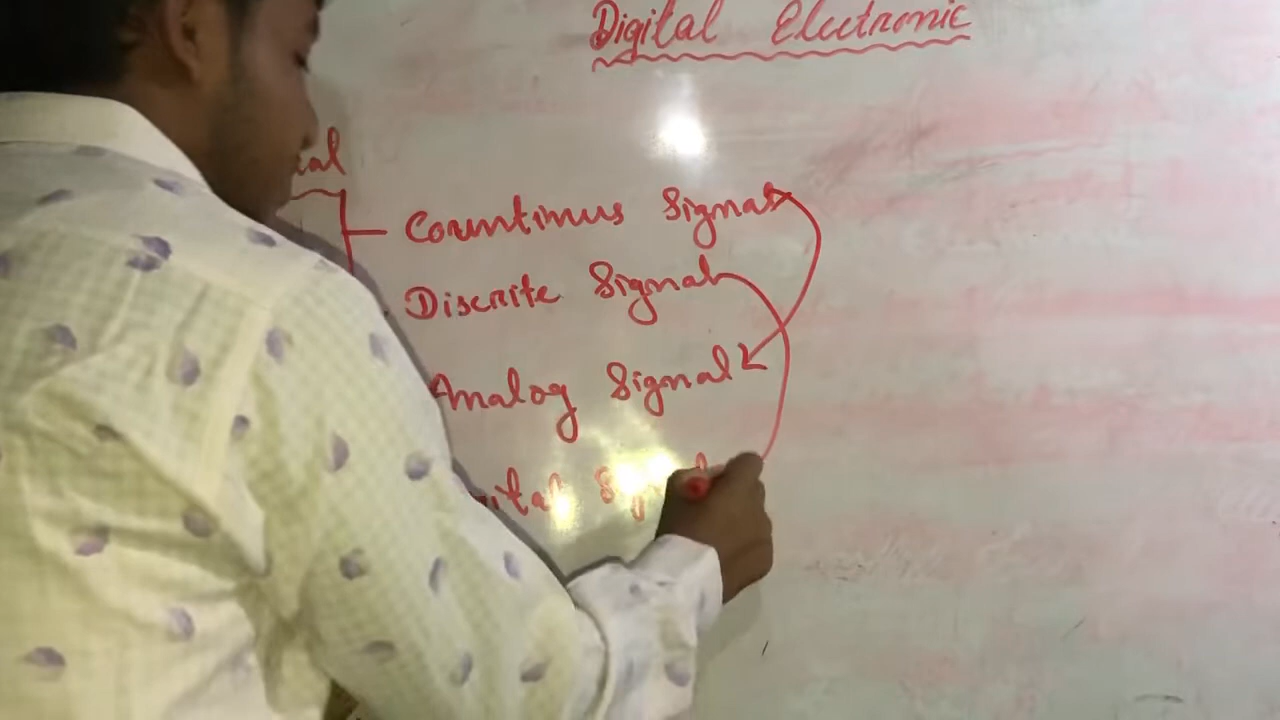 Digital Electronic
Countinus Signal
Discrite Signal
Analog Signal